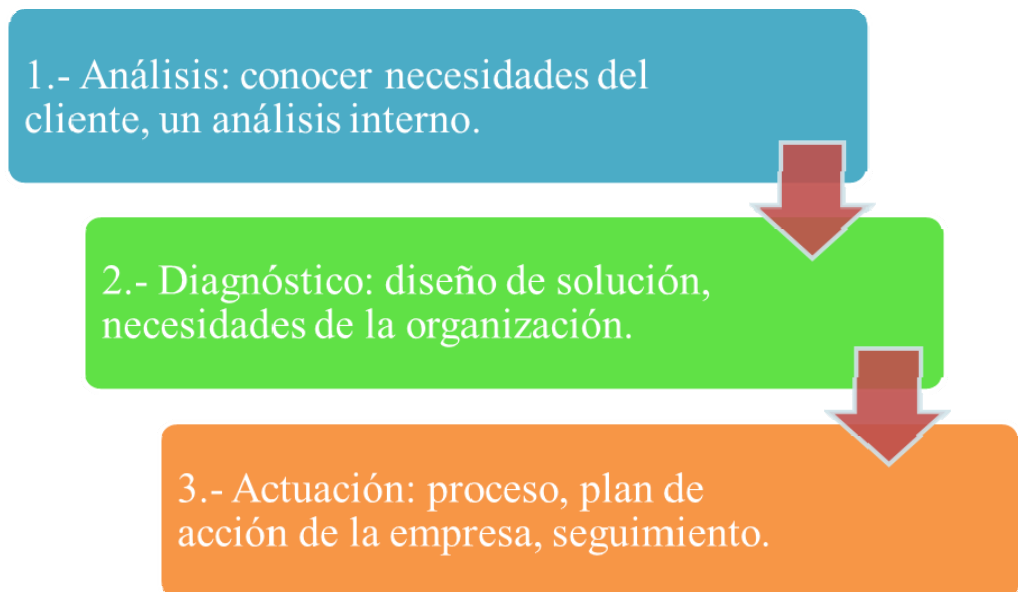 1.- Análisis: conocer necesidades del
cliente, un análisis interno.
2.- Diagnóstico: diseño de solución,
necesidades de la organización.
3.- Actuación: proceso, plan de
acción de la empresa, seguimiento.